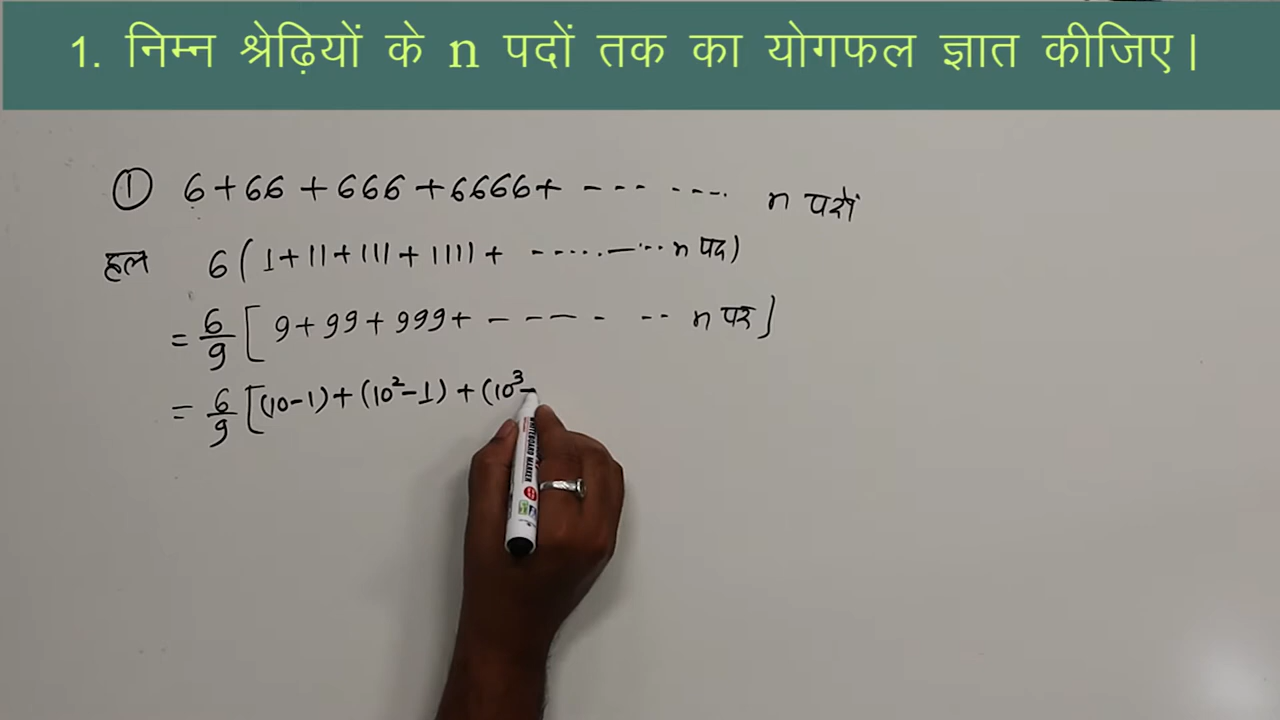 1. निम्न श्रेढ़ियों के n पदों तक का योगफल ज्ञात कीजिए।
① 6+66+666+6666+ --- ---- n पदों
हल 6(1+11+111+1111+ ........ n पद)
= 6/9 [9+99+999+ ------ n पद]
= 6/9 [(10-1)+(10²-1)+(10³-